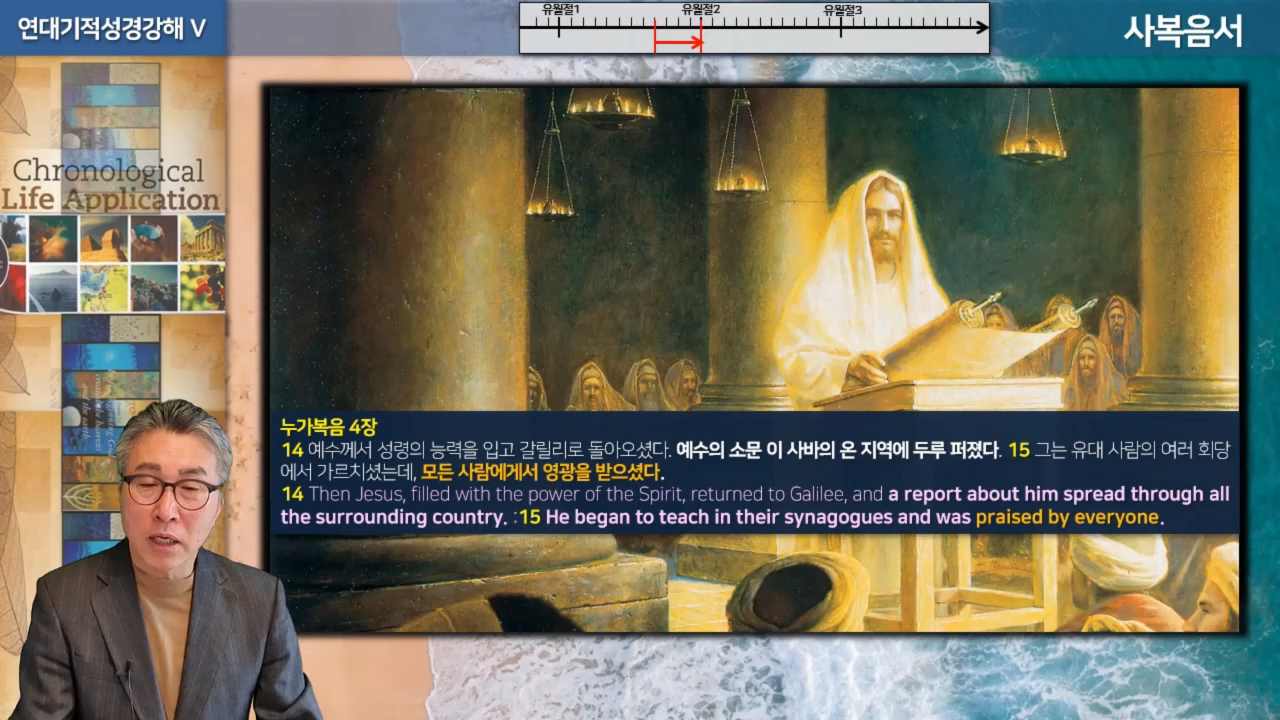 연대기적성경강해 V
유월절1
유월절2
유월절3
사복음서
Chronological
Life Application
누가복음 4장
14 예수께서 성령의 능력을 입고 갈릴리로 돌아오셨다. 예수의 소문 이 사바의 온 지역에 두루 퍼졌다. 15 그는 유대 사람의 여러 회당
에서 가르치셨는데, 모든 사람에게서 영광을 받으셨다.
14 Then Jesus, filled with the power of the Spirit, returned to Galilee, and a report about him spread through all
the surrounding country. :15 He began to teach in their synagogues and was praised by everyone.